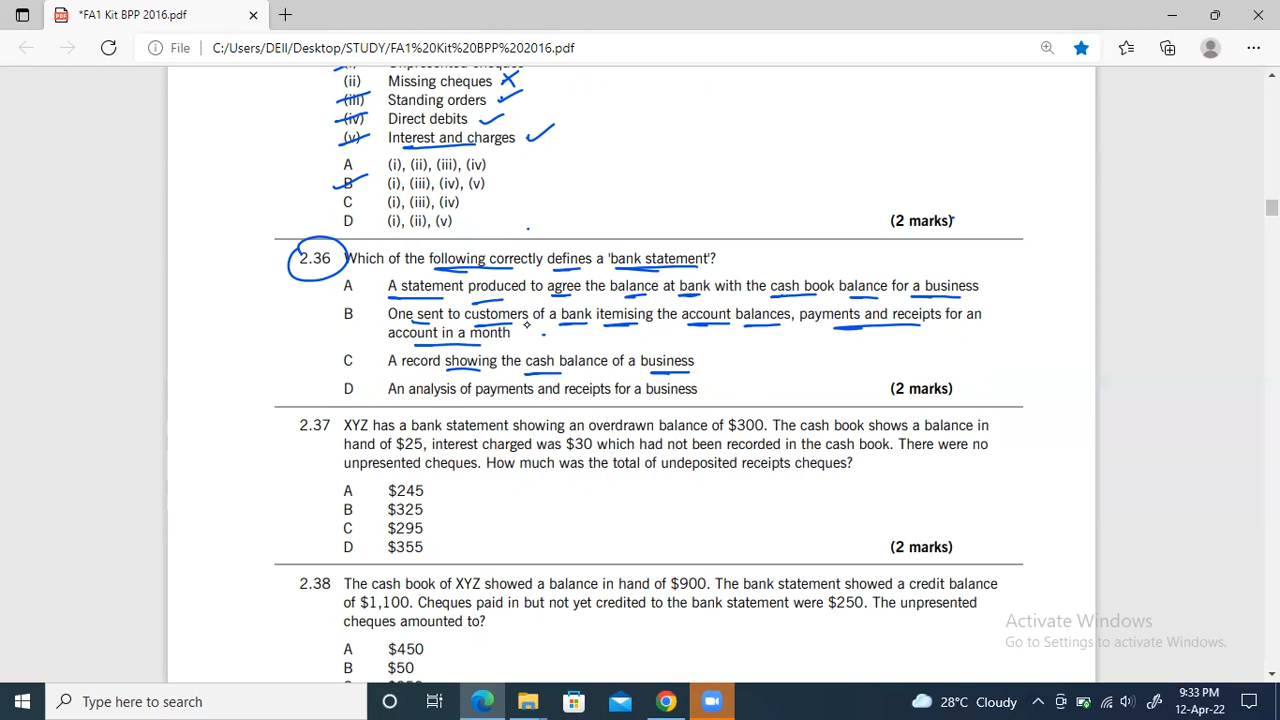 *FA1 Kit BPP 2016.pdf
File C:/Users/DEll/Desktop/STUDY/FA1%20Kit%20BPP%202016.pdf
(ii) Missing cheques
(iii) Standing orders
(iv) Direct debits
(v) Interest and charges
A (i), (ii), (iii), (iv)
B (i), (iii), (iv), (v)
C (i), (iii), (iv)
D (i), (ii), (v) (2 marks)
2.36 Which of the following correctly defines a 'bank statement'?
A A statement produced to agree the balance at bank with the cash book balance for a business
B One sent to customers of a bank itemising the account balances, payments and receipts for an
account in a month
C A record showing the cash balance of a business
D An analysis of payments and receipts for a business (2 marks)
2.37 XYZ has a bank statement showing an overdrawn balance of $300. The cash book shows a balance in
hand of $25, interest charged was $30 which had not been recorded in the cash book. There were no
unpresented cheques. How much was the total of undeposited receipts cheques?
A $245
B $325
C $295
D $355 (2 marks)
2.38 The cash book of XYZ showed a balance in hand of $900. The bank statement showed a credit balance
of $1,100. Cheques paid in but not yet credited to the bank statement were $250. The unpresented
cheques amounted to?
A $450
B $50
Activate Windows
Go to Settings to activate Windows.
Type here to search
28°C Cloudy
9:33 PM
12-Apr-22